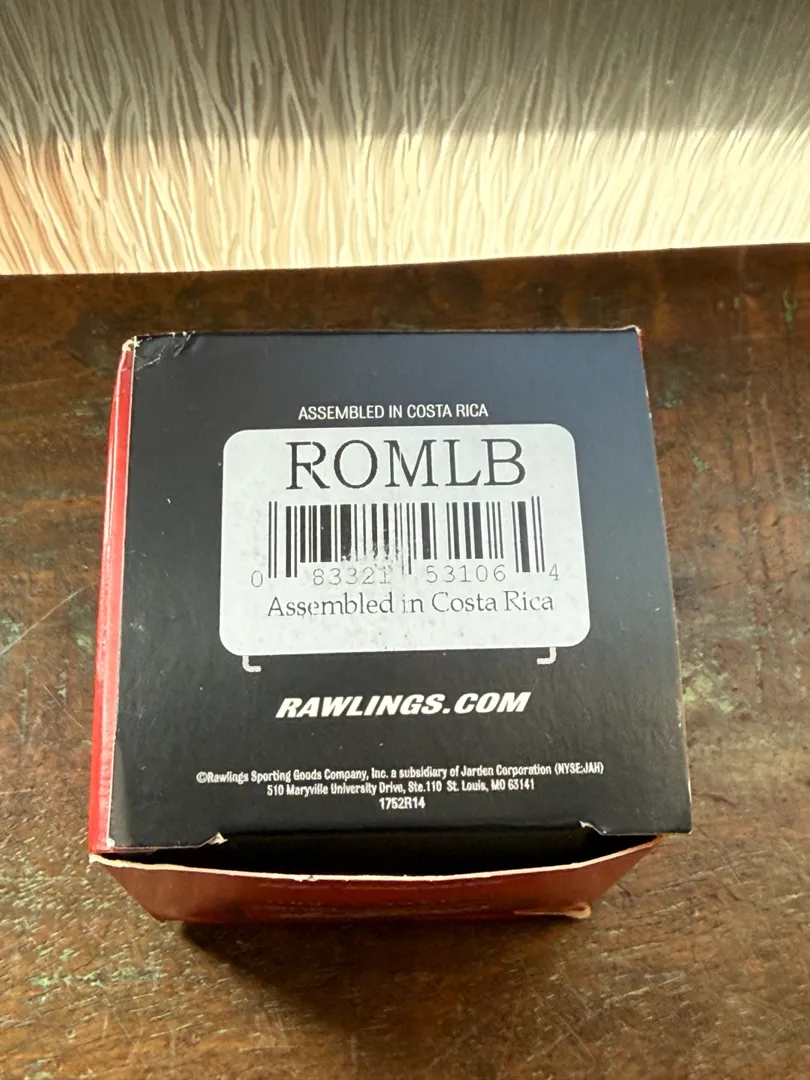 ASSEMBLED IN COSTA RICA
ROMLB
0 83321 53106 4
Assembled in Costa Rica
RAWLINGS.COM
©Rawlings Sporting Goods Company, Inc. a subsidiary of Jarden Corporation (NYSE:JAH)
510 Maryville University Drive, Ste.110 St. Louis, MO 63141
1752R14